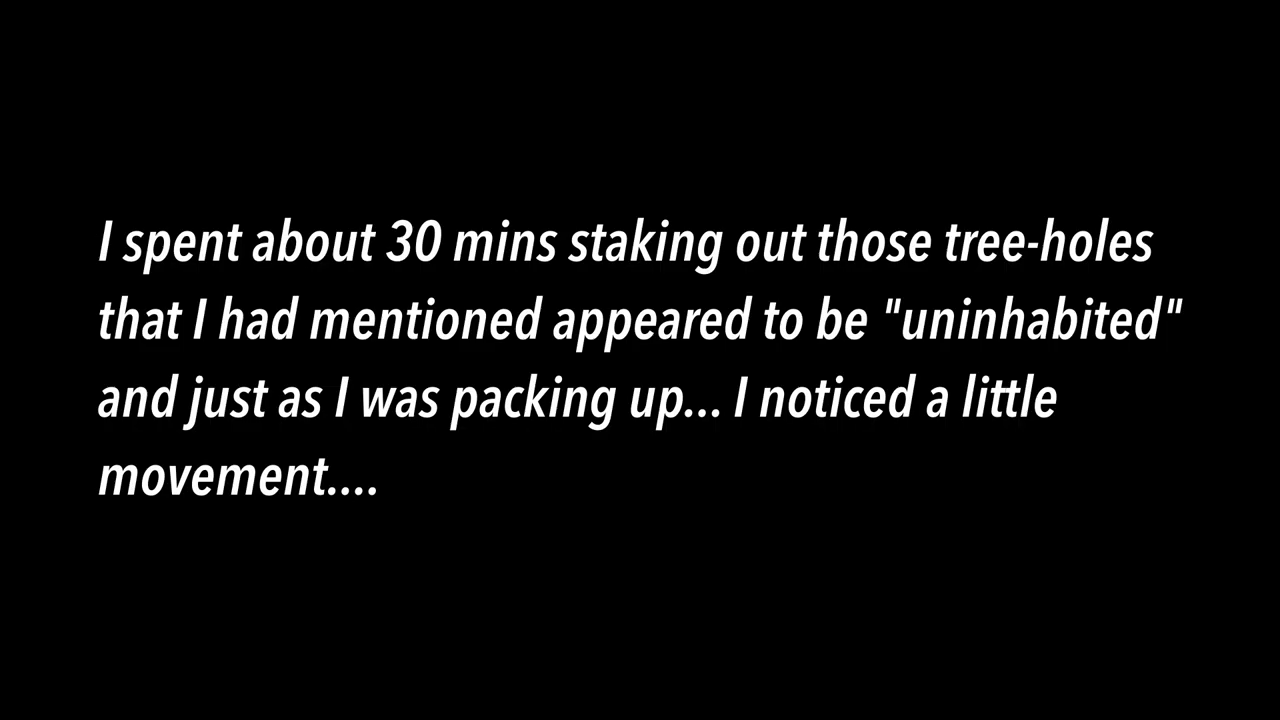 I spent about 30 mins staking out those tree-holes
that I had mentioned appeared to be "uninhabited"
and just as I was packing up... I noticed a little
movement....